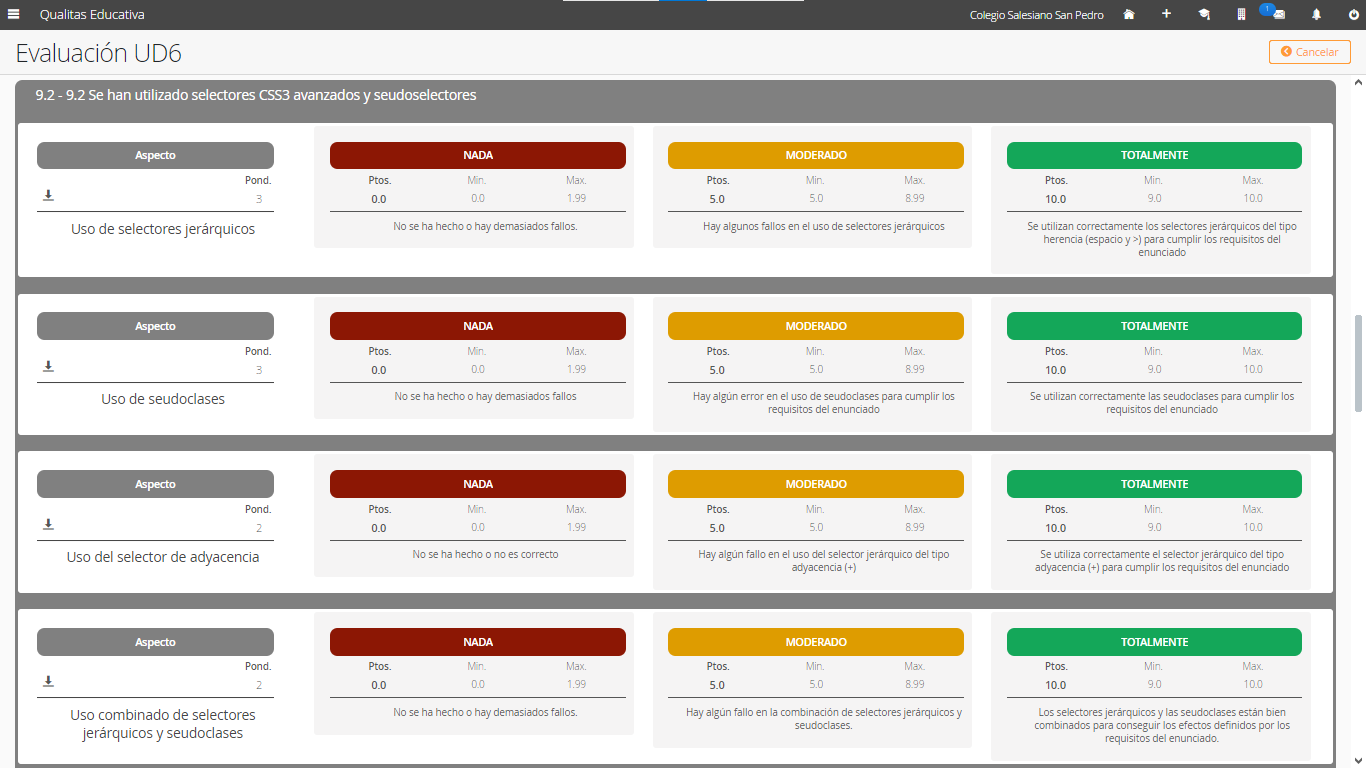 Qualitas Educativa
Colegio Salesiano San Pedro
1
Evaluación UD6
Cancelar
9.2 - 9.2 Se han utilizado selectores CSS3 avanzados y seudoselectores
Aspecto
Pond.
3
Uso de selectores jerárquicos
NADA
Ptos. Min. Max.
0.0 0.0 1.99
No se ha hecho o hay demasiados fallos.
MODERADO
Ptos. Min. Max.
5.0 5.0 8.99
Hay algunos fallos en el uso de selectores jerárquicos
TOTALMENTE
Ptos. Min. Max.
10.0 9.0 10.0
Se utilizan correctamente los selectores jerárquicos del tipo
herencia (espacio y >) para cumplir los requisitos del
enunciado
Aspecto
Pond.
3
Uso de seudoclases
NADA
Ptos. Min. Max.
0.0 0.0 1.99
No se ha hecho o hay demasiados fallos
MODERADO
Ptos. Min. Max.
5.0 5.0 8.99
Hay algún error en el uso de seudoclases para cumplir los
requisitos del enunciado
TOTALMENTE
Ptos. Min. Max.
10.0 9.0 10.0
Se utilizan correctamente las seudoclases para cumplir los
requisitos del enunciado
Aspecto
Pond.
2
Uso del selector de adyacencia
NADA
Ptos. Min. Max.
0.0 0.0 1.99
No se ha hecho o no es correcto
MODERADO
Ptos. Min. Max.
5.0 5.0 8.99
Hay algún fallo en el uso del selector jerárquico del tipo
adyacencia (+)
TOTALMENTE
Ptos. Min. Max.
10.0 9.0 10.0
Se utiliza correctamente el selector jerárquico del tipo
adyacencia (+) para cumplir los requisitos del enunciado
Aspecto
Pond.
2
Uso combinado de selectores
jerárquicos y seudoclases
NADA
Ptos. Min. Max.
0.0 0.0 1.99
No se ha hecho o hay demasiados fallos.
MODERADO
Ptos. Min. Max.
5.0 5.0 8.99
Hay algún fallo en la combinación de selectores jerárquicos y
seudoclases.
TOTALMENTE
Ptos. Min. Max.
10.0 9.0 10.0
Los selectores jerárquicos y las seudoclases están bien
combinados para conseguir los efectos definidos por los
requisitos del enunciado.